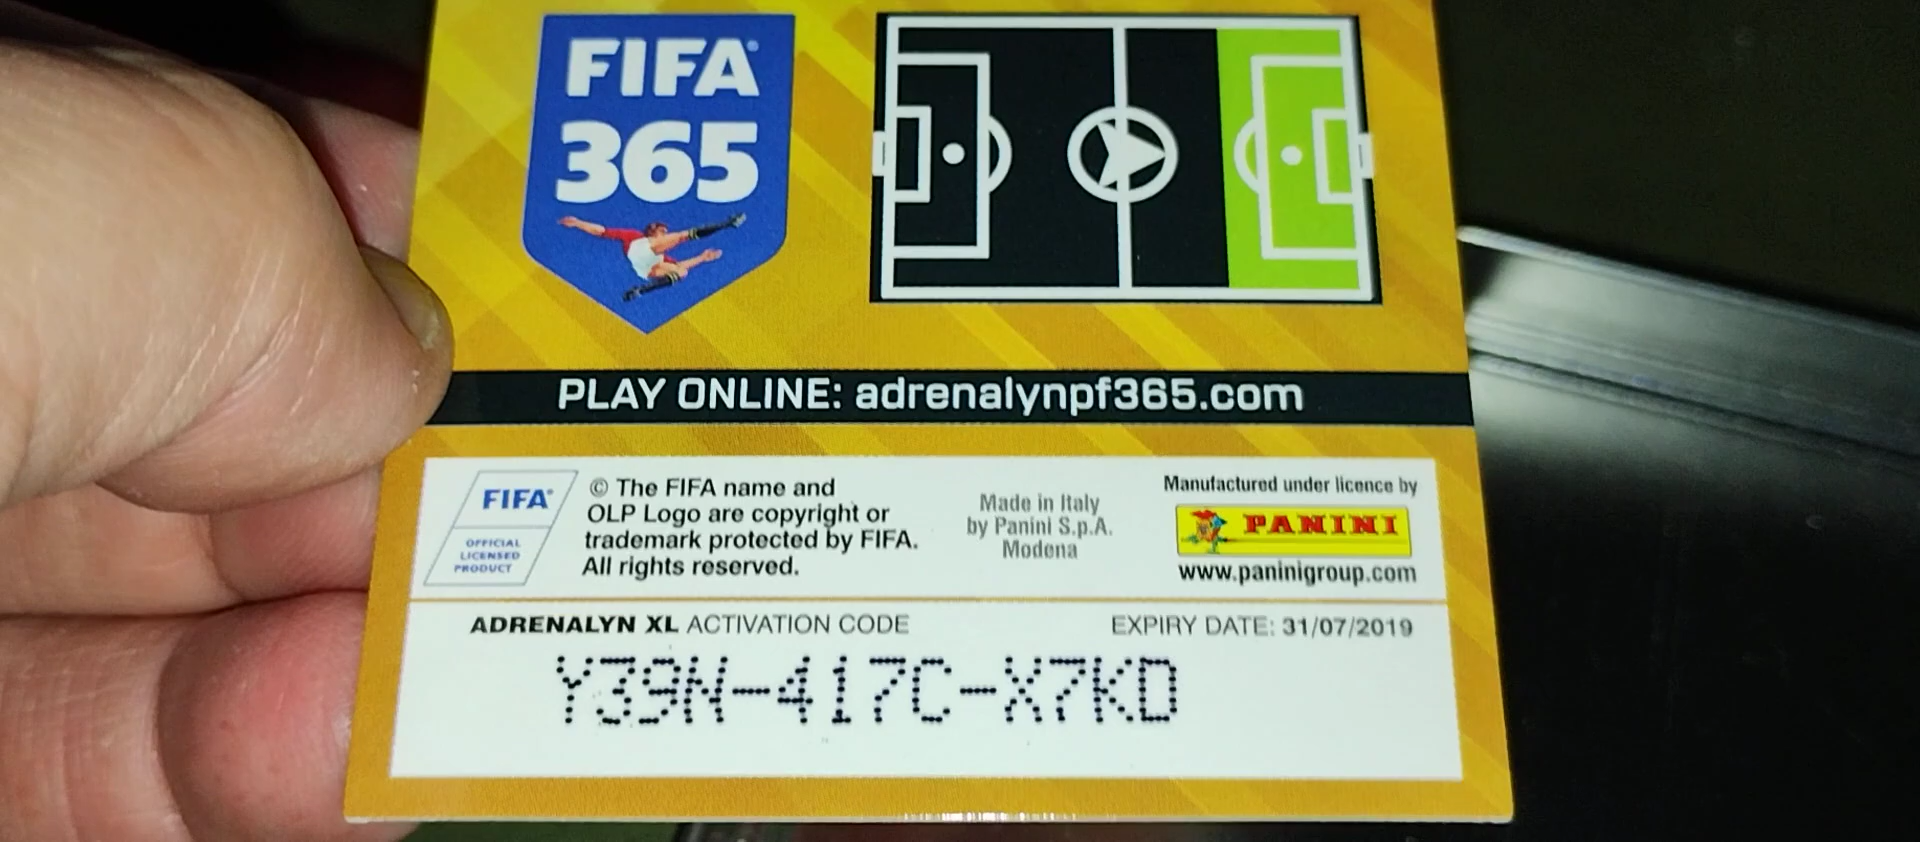 FIFA®
365
PLAY ONLINE: adrenalynpf365.com
FIFA®
OFFICIAL
LICENSED
PRODUCT
© The FIFA name and
OLP Logo are copyright or
trademark protected by FIFA.
All rights reserved.
Made in Italy
by Panini S.p.A.
Modena
Manufactured under licence by
PANINI
www.paninigroup.com
ADRENALYN XL ACTIVATION CODE
EXPIRY DATE: 31/07/2019
Y39N-417C-X7KD